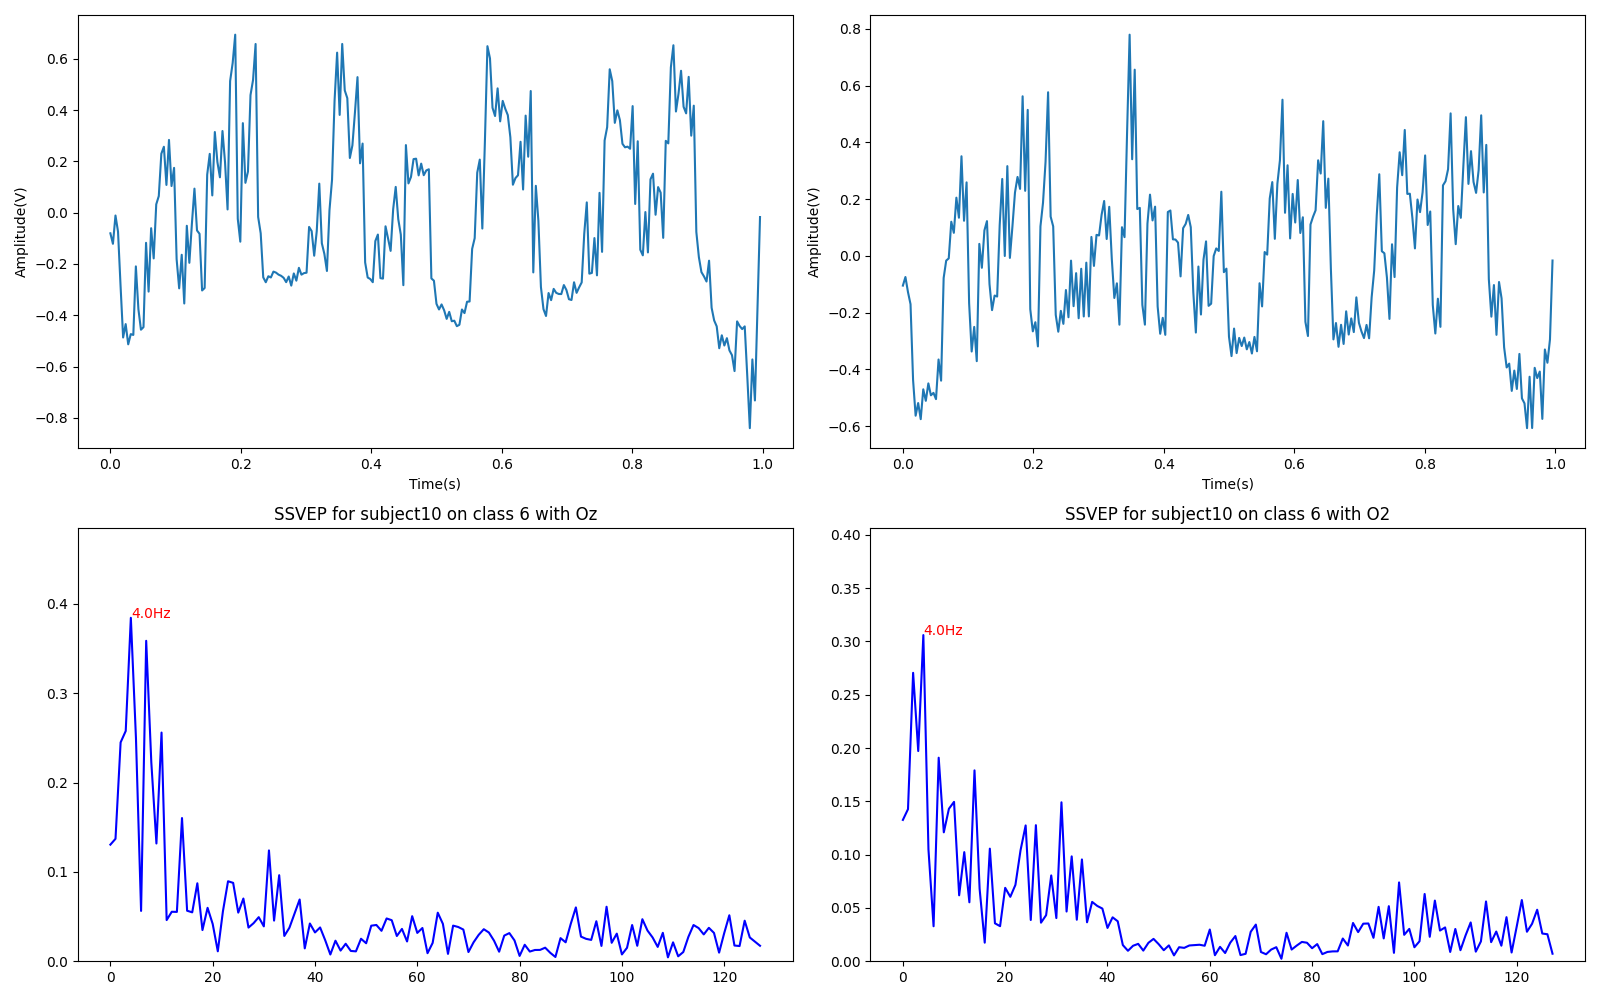 0.6
0.4
0.2
0.0
−0.2
−0.4
−0.6
−0.8
Amplitude(V)
0.0 0.2 0.4 0.6 0.8 1.0
Time(s)
0.8
0.6
0.4
0.2
0.0
−0.2
−0.4
−0.6
Amplitude(V)
0.0 0.2 0.4 0.6 0.8 1.0
Time(s)
SSVEP for subject10 on class 6 with Oz
4.0Hz
0.4
0.3
0.2
0.1
0.0
0 20 40 60 80 100 120
SSVEP for subject10 on class 6 with O2
4.0Hz
0.40
0.35
0.30
0.25
0.20
0.15
0.10
0.05
0.00
0 20 40 60 80 100 120